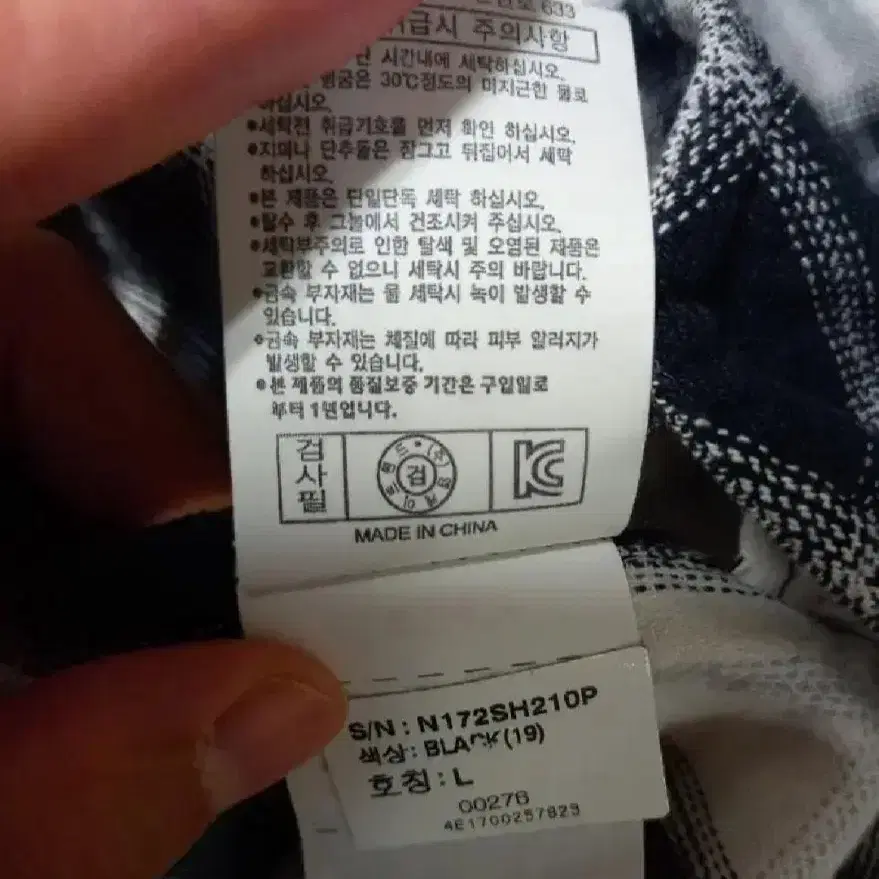 633
급시 주의사항
시간내에 세탁하십시오.
헹굼은 30℃정도의 미지근한 물로
하십시오.
•세탁전 취급기호를 먼저 확인 하십시오.
•지퍼나 단추들은 잠그고 뒤집어서 세탁
하십시오.
•본 제품은 단일단독 세탁 하십시오.
•탈수 후 그늘에서 건조시켜 주십시오.
•세탁부주의로 인한 탈색 및 오염된 제품은
교환할 수 없으니 세탁시 주의 바랍니다.
•금속 부자재는 물 세탁시 녹이 발생할 수
있습니다.
•금속 부자재는 체질에 따라 피부 알러지가
발생할 수 있습니다.
•본 제품의 품질보증 기간은 구입일로
부터 1년입니다.
검사필
검
KC
MADE IN CHINA
S/N : N172SH210P
색상 : BLACK (19)
호칭 : L
00276
4E1700257823